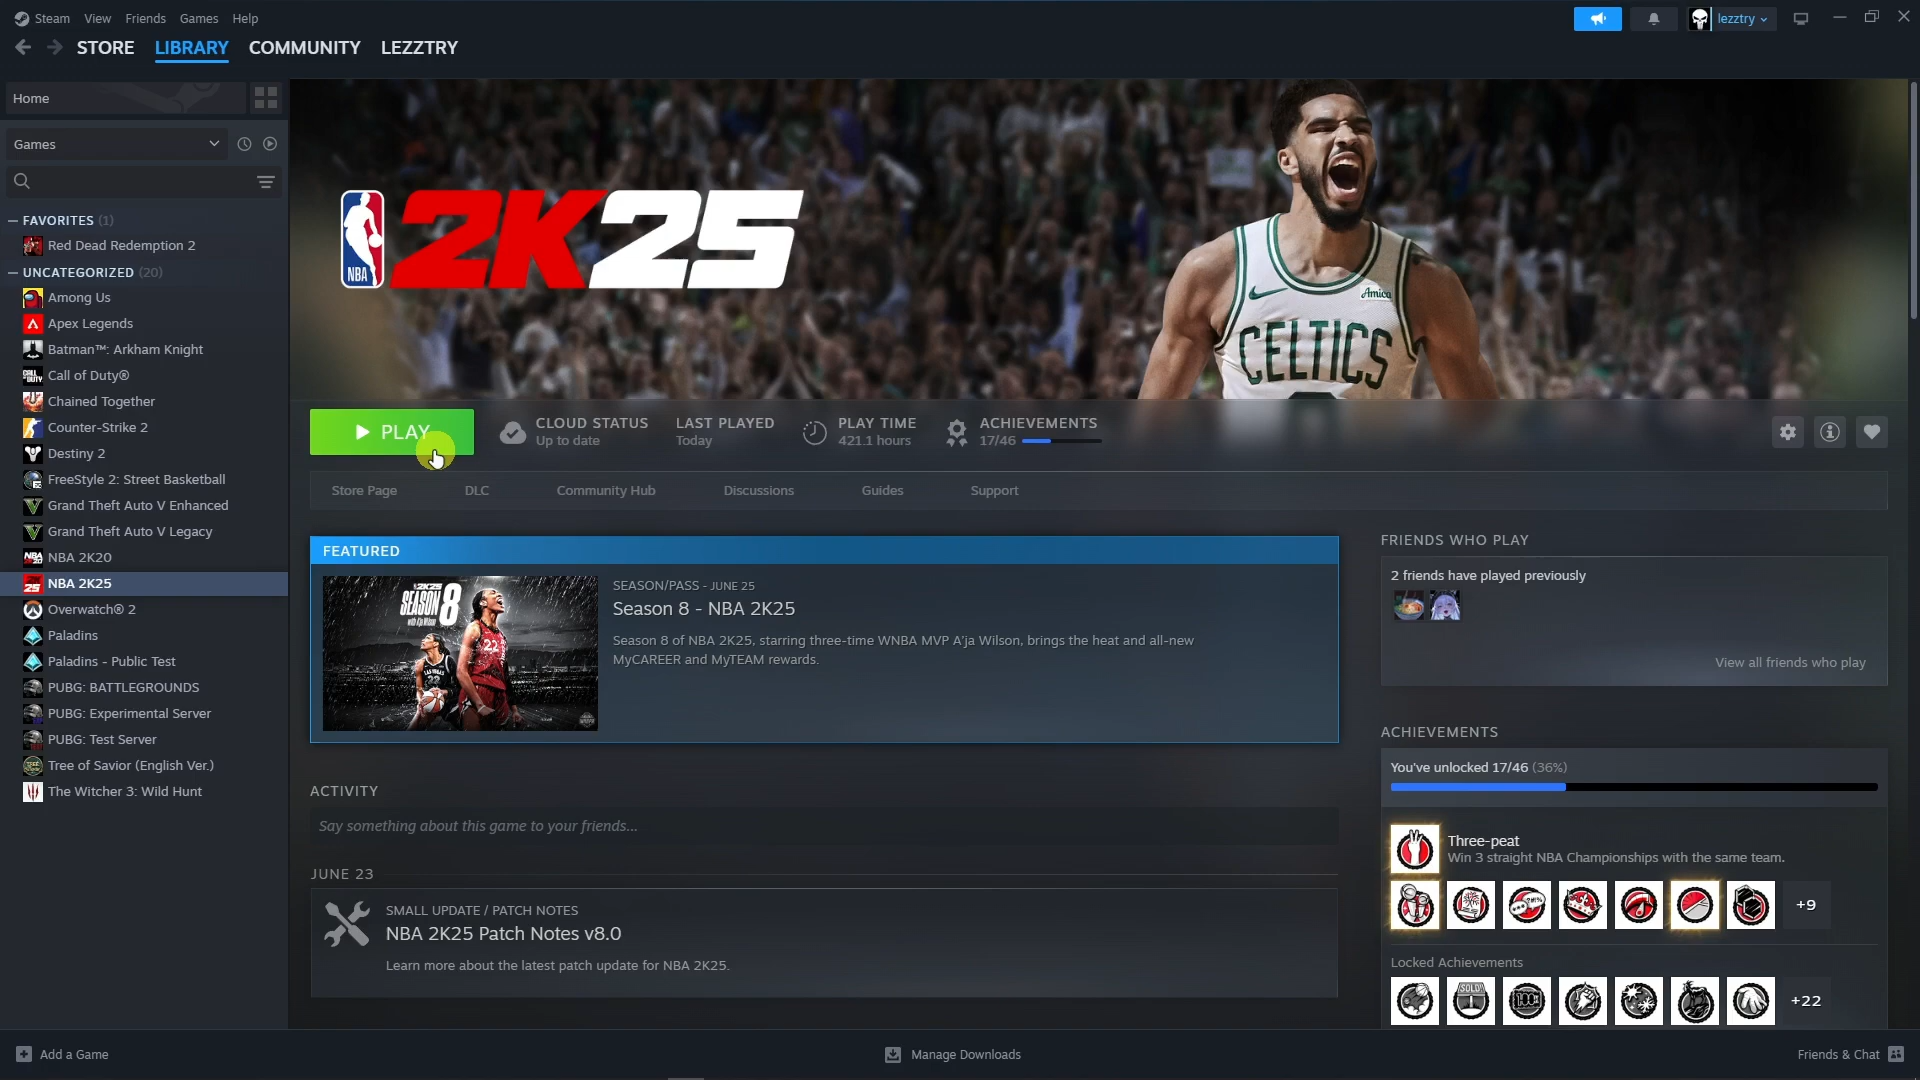 Steam View Friends Games Help
lezztry
STORE LIBRARY COMMUNITY LEZZTRY
Home
Games
FAVORITES (1)
Red Dead Redemption 2
UNCATEGORIZED (20)
Among Us
Apex Legends
Batman™: Arkham Knight
Call of Duty®
Chained Together
Counter-Strike 2
Destiny 2
FreeStyle 2: Street Basketball
Grand Theft Auto V Enhanced
Grand Theft Auto V Legacy
NBA 2K20
NBA 2K25
Overwatch® 2
Paladins
Paladins - Public Test
PUBG: BATTLEGROUNDS
PUBG: Experimental Server
PUBG: Test Server
Tree of Savior (English Ver.)
The Witcher 3: Wild Hunt
NBA 2K25
Amica
CELTICS
PLAY
CLOUD STATUS
Up to date
LAST PLAYED
Today
PLAY TIME
421.1 hours
ACHIEVEMENTS
17/46
Store Page DLC Community Hub Discussions Guides Support
FEATURED
2K25
SEASON 8
with A'ja Wilson
22
SEASON/PASS - JUNE 25
Season 8 - NBA 2K25
Season 8 of NBA 2K25, starring three-time WNBA MVP A'ja Wilson, brings the heat and all-new
MyCAREER and MyTEAM rewards.
ACTIVITY
Say something about this game to your friends...
JUNE 23
SMALL UPDATE / PATCH NOTES
NBA 2K25 Patch Notes v8.0
Learn more about the latest patch update for NBA 2K25.
FRIENDS WHO PLAY
2 friends have played previously
View all friends who play
ACHIEVEMENTS
You've unlocked 17/46 (36%)
Three-peat
Win 3 straight NBA Championships with the same team.
+9
Locked Achievements
SOLD!
+22
Add a Game
Manage Downloads
Friends & Chat